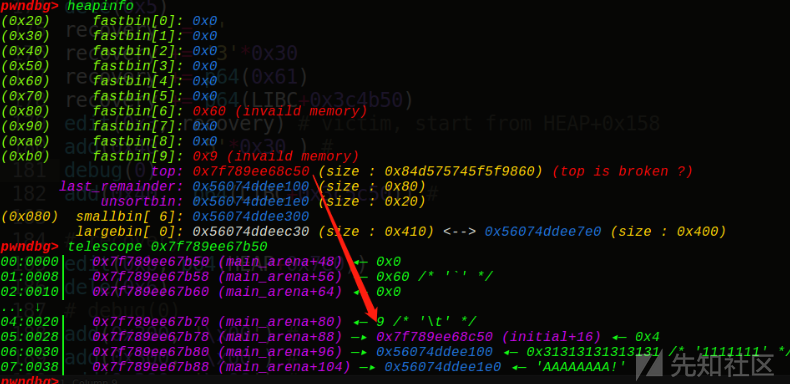 pwndbg> heapinfo
(0x20) fastbin[0]: 0x0
(0x30) fastbin[1]: 0x0
(0x40) fastbin[2]: 0x0
(0x50) fastbin[3]: 0x0
(0x60) fastbin[4]: 0x0
(0x70) fastbin[5]: 0x0
(0x80) fastbin[6]: 0x60 (invaild memory)
(0x90) fastbin[7]: 0x0
(0xa0) fastbin[8]: 0x0
(0xb0) fastbin[9]: 0x9 (invaild memory)
top: 0x7f789ee68c50 (size : 0x84d575745f5f9860) (top is broken ?)
last_remainder: 0x56074ddee100 (size : 0x80)
unsortbin: 0x56074ddee1e0 (size : 0x20)
(0x080) smallbin[ 6]: 0x56074ddee300
largebin[ 0]: 0x56074ddeec30 (size : 0x410) <--> 0x56074ddee7e0 (size : 0x400)
pwndbg> telescope 0x7f789ee67b50
00:0000│ 0x7f789ee67b50 (main_arena+48) ◂— 0x0
01:0008│ 0x7f789ee67b58 (main_arena+56) ◂— 0x60 /* '`' */
02:0010│ 0x7f789ee67b60 (main_arena+64) ◂— 0x0
... ↓
04:0020│ 0x7f789ee67b70 (main_arena+80) ◂— 9 /* '\t' */
05:0028│ 0x7f789ee67b78 (main_arena+88) —▸ 0x7f789ee68c50 (initial+16) ◂— 0x4
06:0030│ 0x7f789ee67b80 (main_arena+96) —▸ 0x56074ddee100 ◂— 0x31313131313131 /* '1111111' */
07:0038│ 0x7f789ee67b88 (main_arena+104) —▸ 0x56074ddee1e0 ◂— 'AAAAAAAA!'
pwndbg>
先知社区